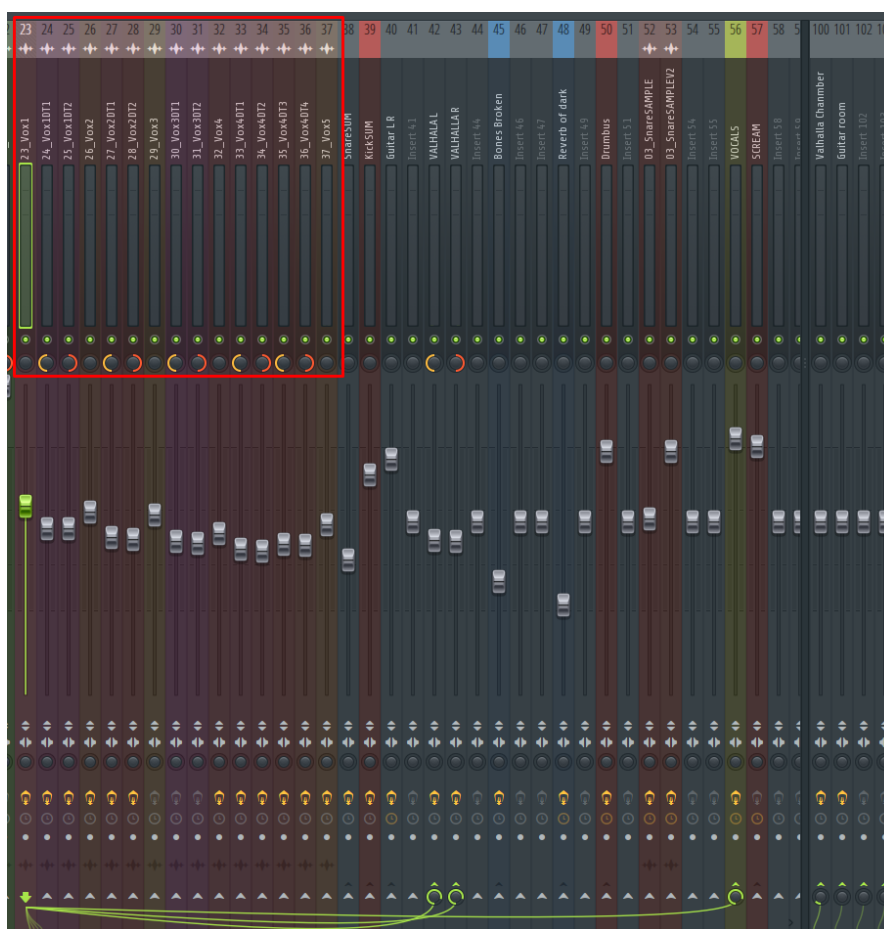 23 24 25 26 27 28 29 30 31 32 33 34 35 36 37 38 39 40 41 42 43 44 45 46 47 48 49 50 51 52 53 54 55 56 57 58 100 101 102
23_Vox1
24_Vox1DT1
25_Vox1DT2
26_Vox2
27_Vox2DT1
28_Vox2DT2
29_Vox3
30_Vox3DT1
31_Vox3DT2
32_Vox4
33_Vox4DT1
34_Vox4DT2
35_Vox4DT3
36_Vox4DT4
37_Vox5
SnareSUM
KickSUM
Guitar L R
Insert 41
VALHALA L
VALHALLA R
Insert 44
Bones Broken
Insert 46
Insert 47
Reverb of dark
Insert 49
Drumbus
Insert 51
03_SnareSAMPLE
03_SnareSAMPLEV2
Insert 54
Insert 55
VOCALS
SCREAM
Insert 58
Valhalla Chanmber
Guitar room
Insert 102